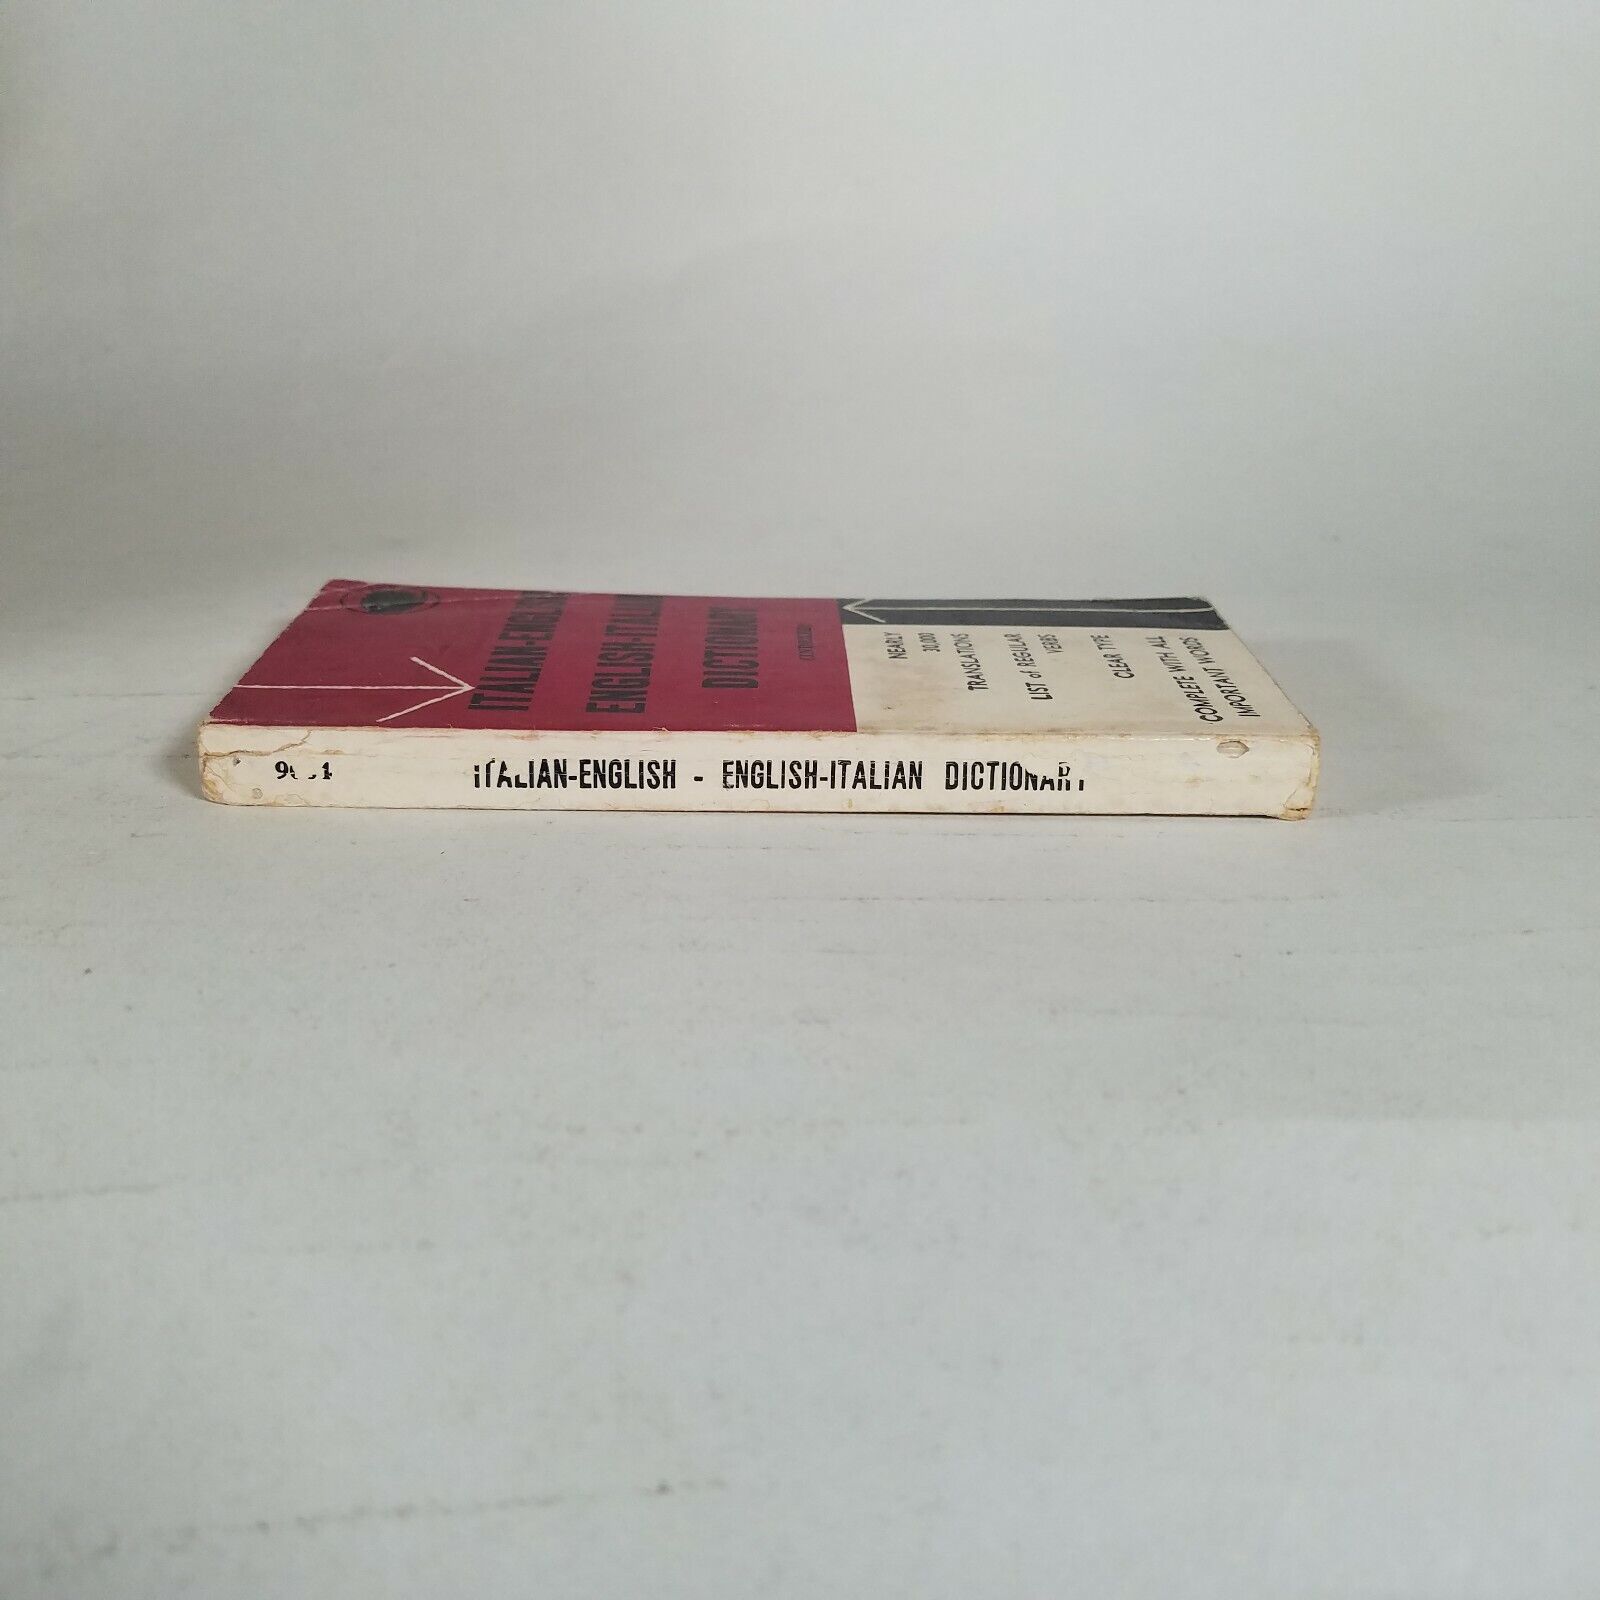 ITALIAN-ENGLISH
ENGLISH-ITALIAN
DICTIONARY
NEARLY
30,000
TRANSLATIONS
LIST of REGULAR
VERBS
CLEAR TYPE
COMPLETE WITH ALL
IMPORTANT WORDS
ITALIAN-ENGLISH - ENGLISH-ITALIAN DICTIONARY